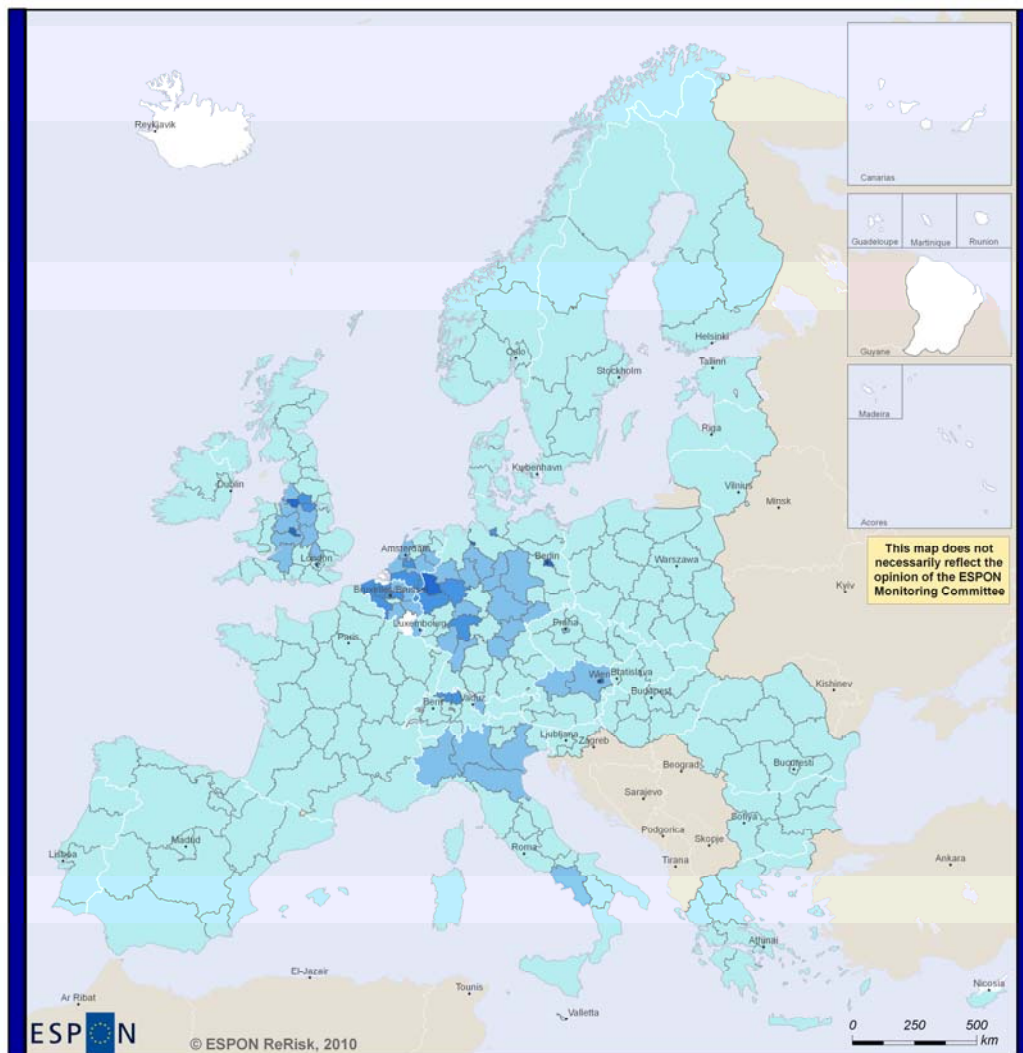 Reykjavik
Canarias
Guadeloupe
Martinique
Runion
Guyane
Madeira
Acores
Oslo
Helsinki
Tallinn
Stockholm
Riga
København
Vilnius
Minsk
Dublin
London
Amsterdam
Berlin
Warszawa
This map does not
necessarily reflect the
opinion of the ESPON
Monitoring Committee
Kyiv
Luxembourg
Praha
Paris
Wien
Bratislava
Budapest
Kishinev
Bern
Vaduz
Ljubljana
Zagreb
Beograd
Bucuresti
Sarajevo
Podgorica
Skopje
Sofiya
Madrid
Lisboa
Roma
Tirana
Ankara
Athinai
El-Jazair
Tounis
Valletta
Nicosia
Ar Ribat
ESPON
© ESPON ReRisk, 2010
0 250 500
km